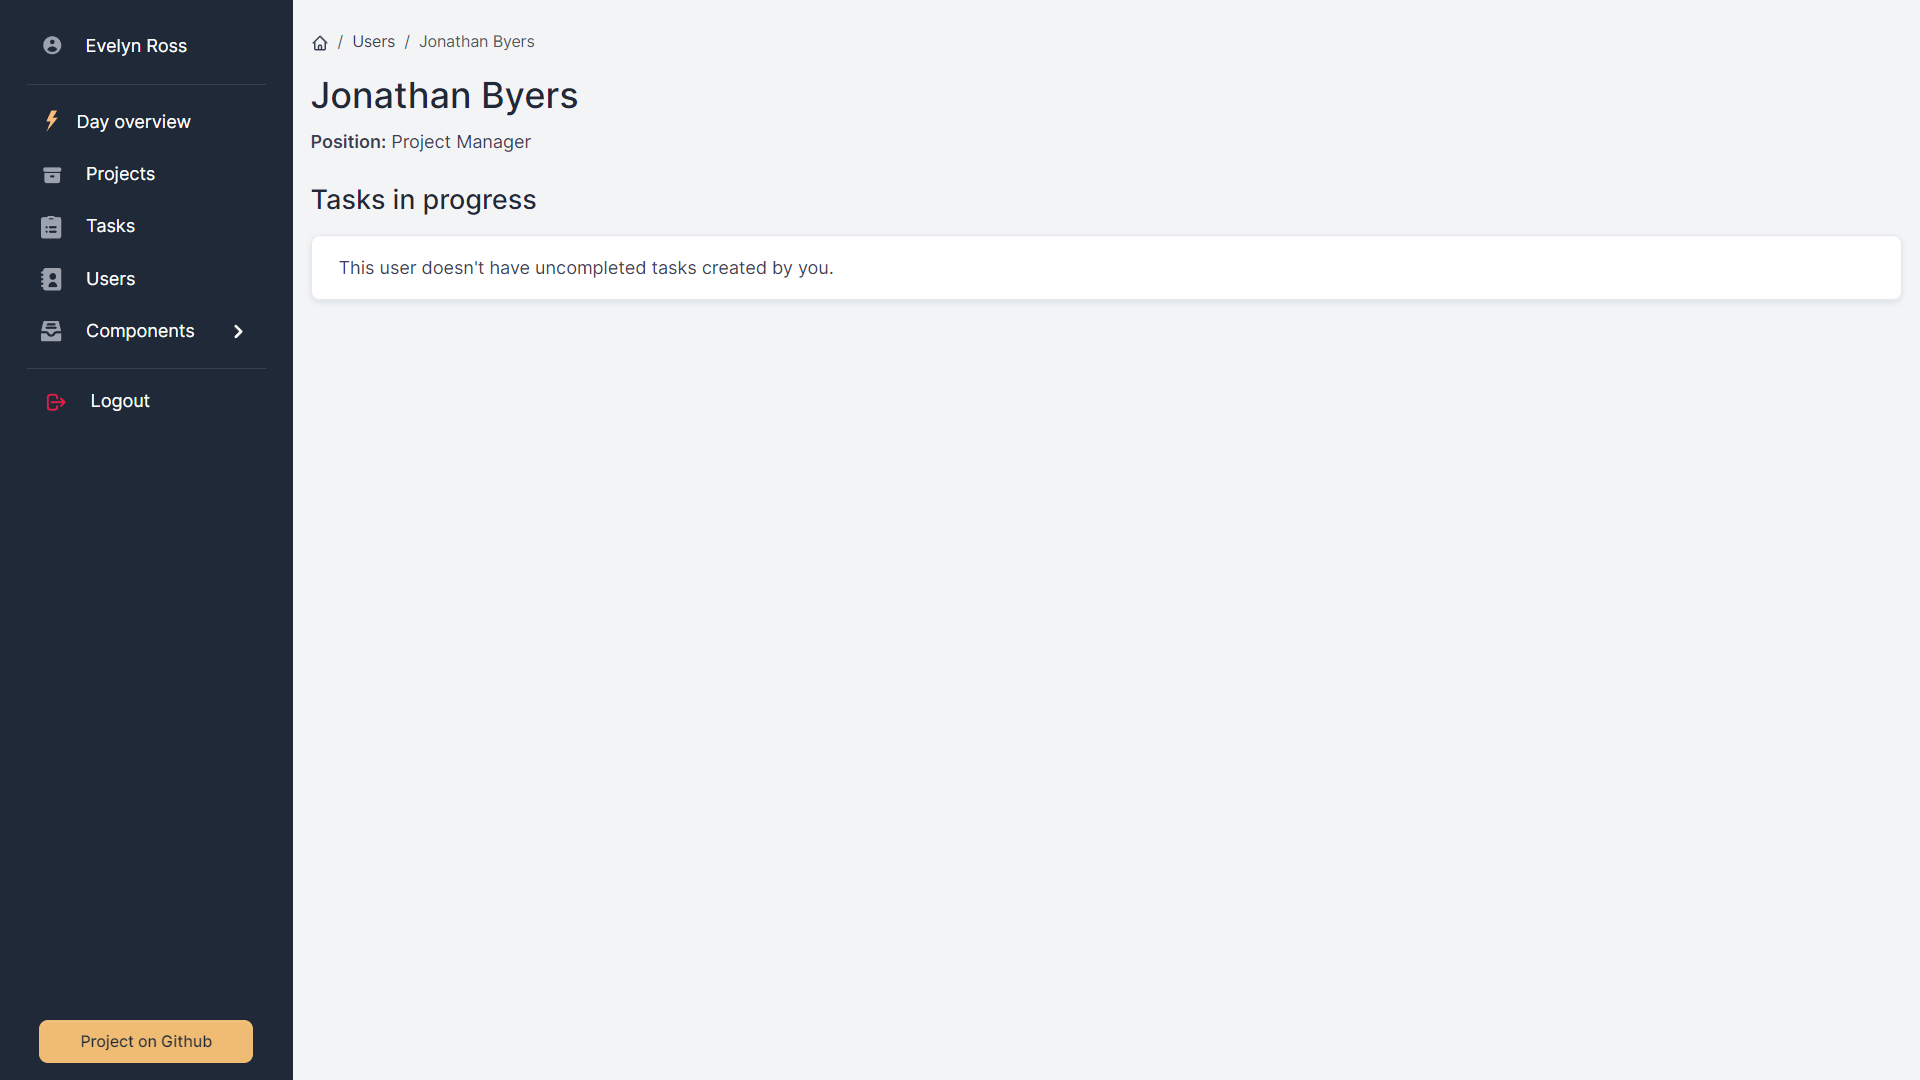 Evelyn Ross
Day overview
Projects
Tasks
Users
Components
Logout
Project on Github
/ Users / Jonathan Byers
Jonathan Byers
Position: Project Manager
Tasks in progress
This user doesn't have uncompleted tasks created by you.